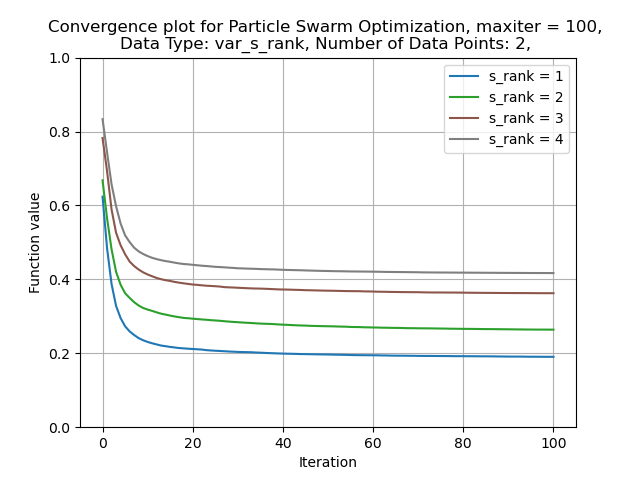 Convergence plot for Particle Swarm Optimization, maxiter = 100,
Data Type: var_s_rank, Number of Data Points: 2,
1.0
0.8
0.6
0.4
0.2
0.0
Function value
s_rank = 1
s_rank = 2
s_rank = 3
s_rank = 4
0 20 40 60 80 100
Iteration